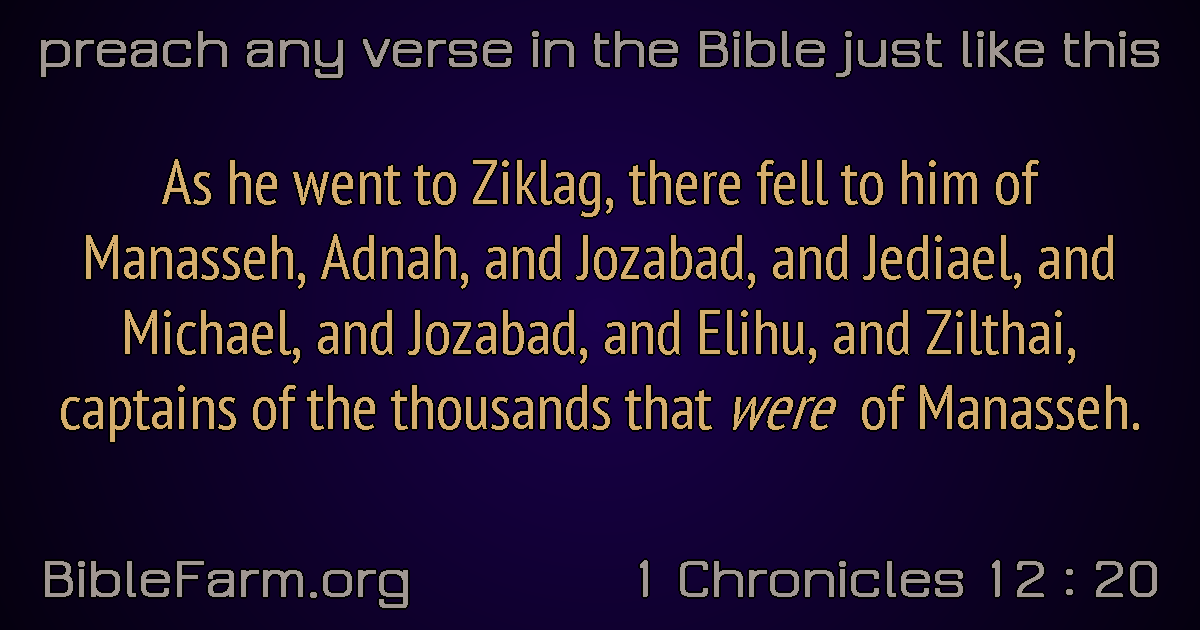 preach any verse in the Bible just like this
As he went to Ziklag, there fell to him of
Manasseh, Adnah, and Jozabad, and Jediael, and
Michael, and Jozabad, and Elihu, and Zilthai,
captains of the thousands that were of Manasseh.
BibleFarm.org
1 Chronicles 12 : 20